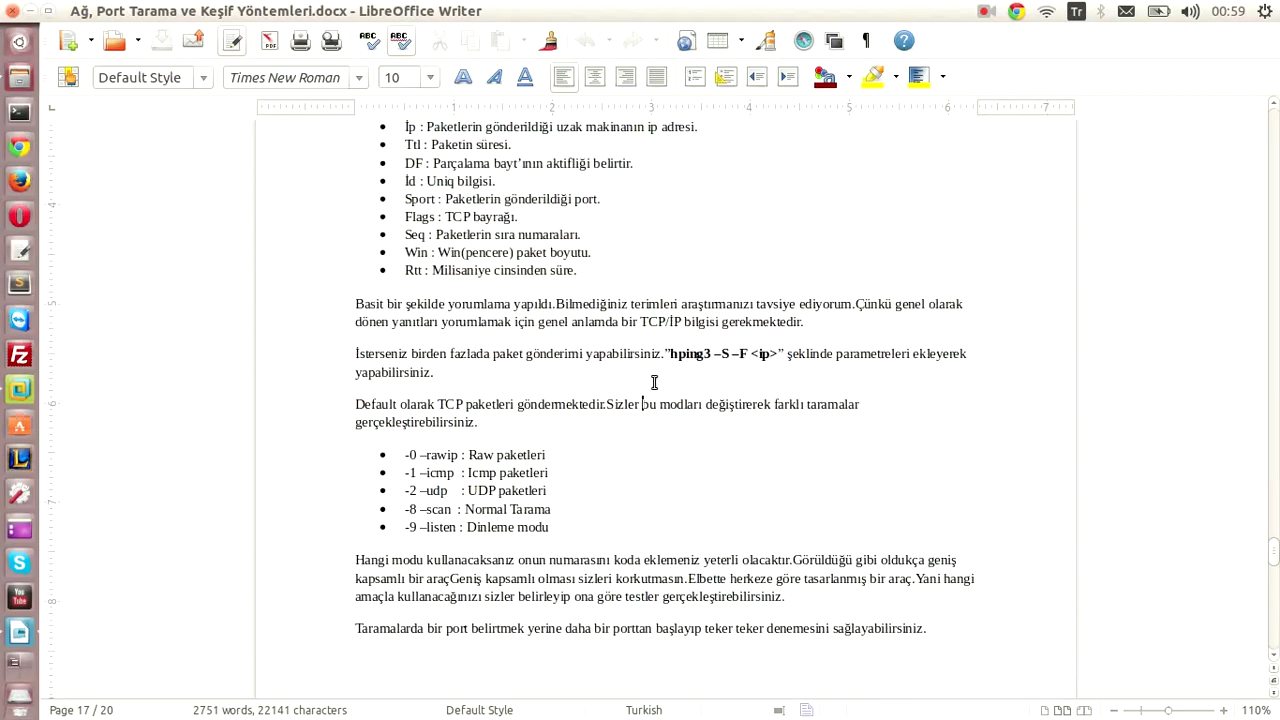 Ağ, Port Tarama ve Keşif Yöntemleri.docx - LibreOffice Writer
Tr
00:59
Default Style
Times New Roman
10
1 2 3 4 5 6 7
İp : Paketlerin gönderildiği uzak makinanın ip adresi.
Ttl : Paketin süresi.
DF : Parçalama bayt’ının aktifliği belirtir.
İd : Uniq bilgisi.
Sport : Paketlerin gönderildiği port.
Flags : TCP bayrağı.
Seq : Paketlerin sıra numaraları.
Win : Win(pencere) paket boyutu.
Rtt : Milisaniye cinsinden süre.
Basit bir şekilde yorumlama yapıldı.Bilmediğiniz terimleri araştırmanızı tavsiye ediyorum.Çünkü genel olarak
dönen yanıtları yorumlamak için genel anlamda bir TCP/İP bilgisi gerekmektedir.
İsterseniz birden fazlada paket gönderimi yapabilirsiniz.”hping3 –S –F <ip>” şeklinde parametreleri ekleyerek
yapabilirsiniz.
Default olarak TCP paketleri göndermektedir.Sizler bu modları değiştirerek farklı taramalar
gerçekleştirebilirsiniz.
-0 –rawip : Raw paketleri
-1 –icmp : Icmp paketleri
-2 –udp : UDP paketleri
-8 –scan : Normal Tarama
-9 –listen : Dinleme modu
Hangi modu kullanacaksanız onun numarasını koda eklemeniz yeterli olacaktır.Görüldüğü gibi oldukça geniş
kapsamlı bir araçGeniş kapsamlı olması sizleri korkutmasın.Elbette herkeze göre tasarlanmış bir araç.Yani hangi
amaçla kullanacağınızı sizler belirleyip ona göre testler gerçekleştirebilirsiniz.
Taramalarda bir port belirtmek yerine daha bir porttan başlayıp teker teker denemesini sağlayabilirsiniz.
Page 17 / 20
2751 words, 22141 characters
Default Style
Turkish
110%